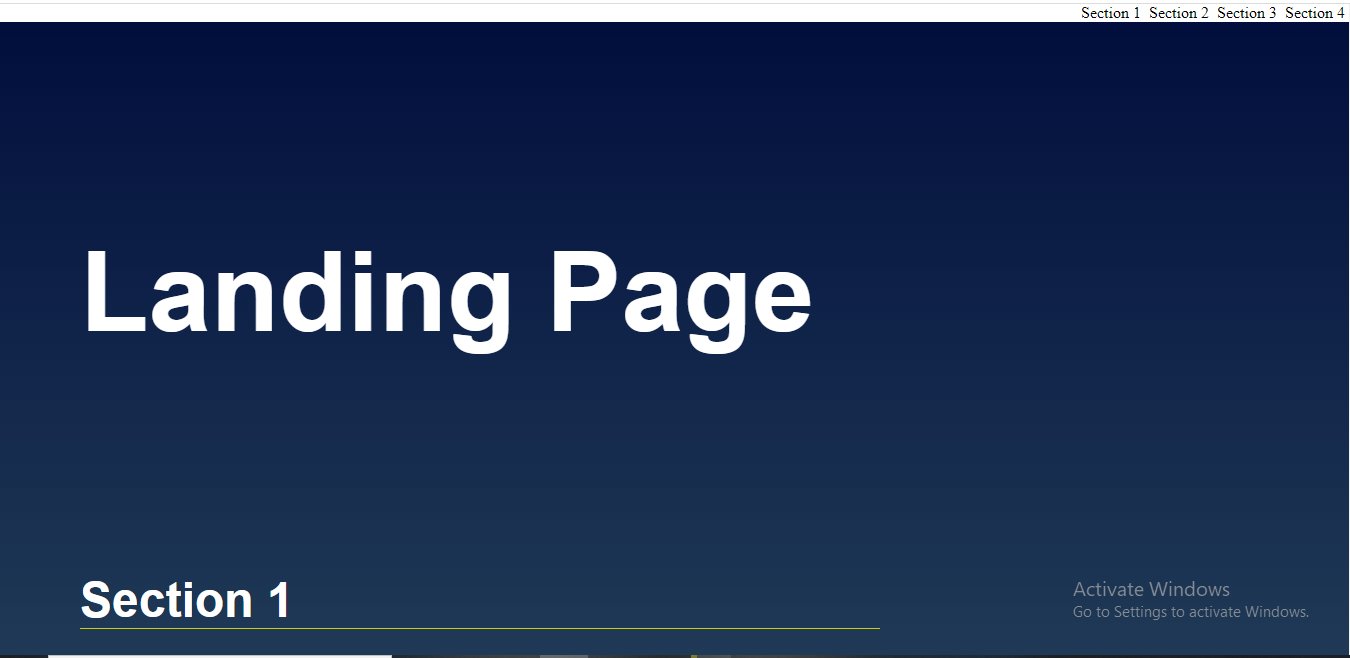 Section 1 Section 2 Section 3 Section 4
Landing Page
Section 1
Activate Windows
Go to Settings to activate Windows.